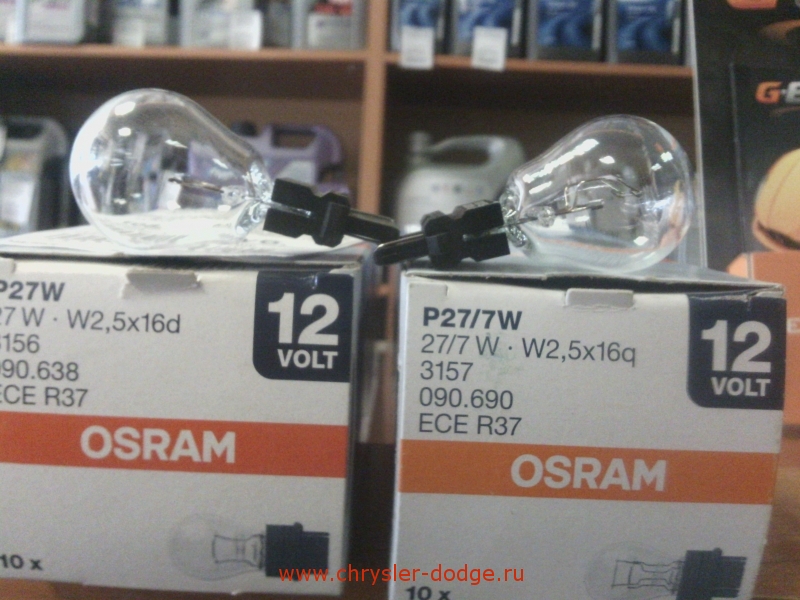 P27W
27 W · W2,5x16d
3156
090.638
ECE R37
12
VOLT
OSRAM
10 x
P27/7W
27/7 W · W2,5x16q
3157
090.690
ECE R37
12
VOLT
OSRAM
10 x
www.chrysler-dodge.ru